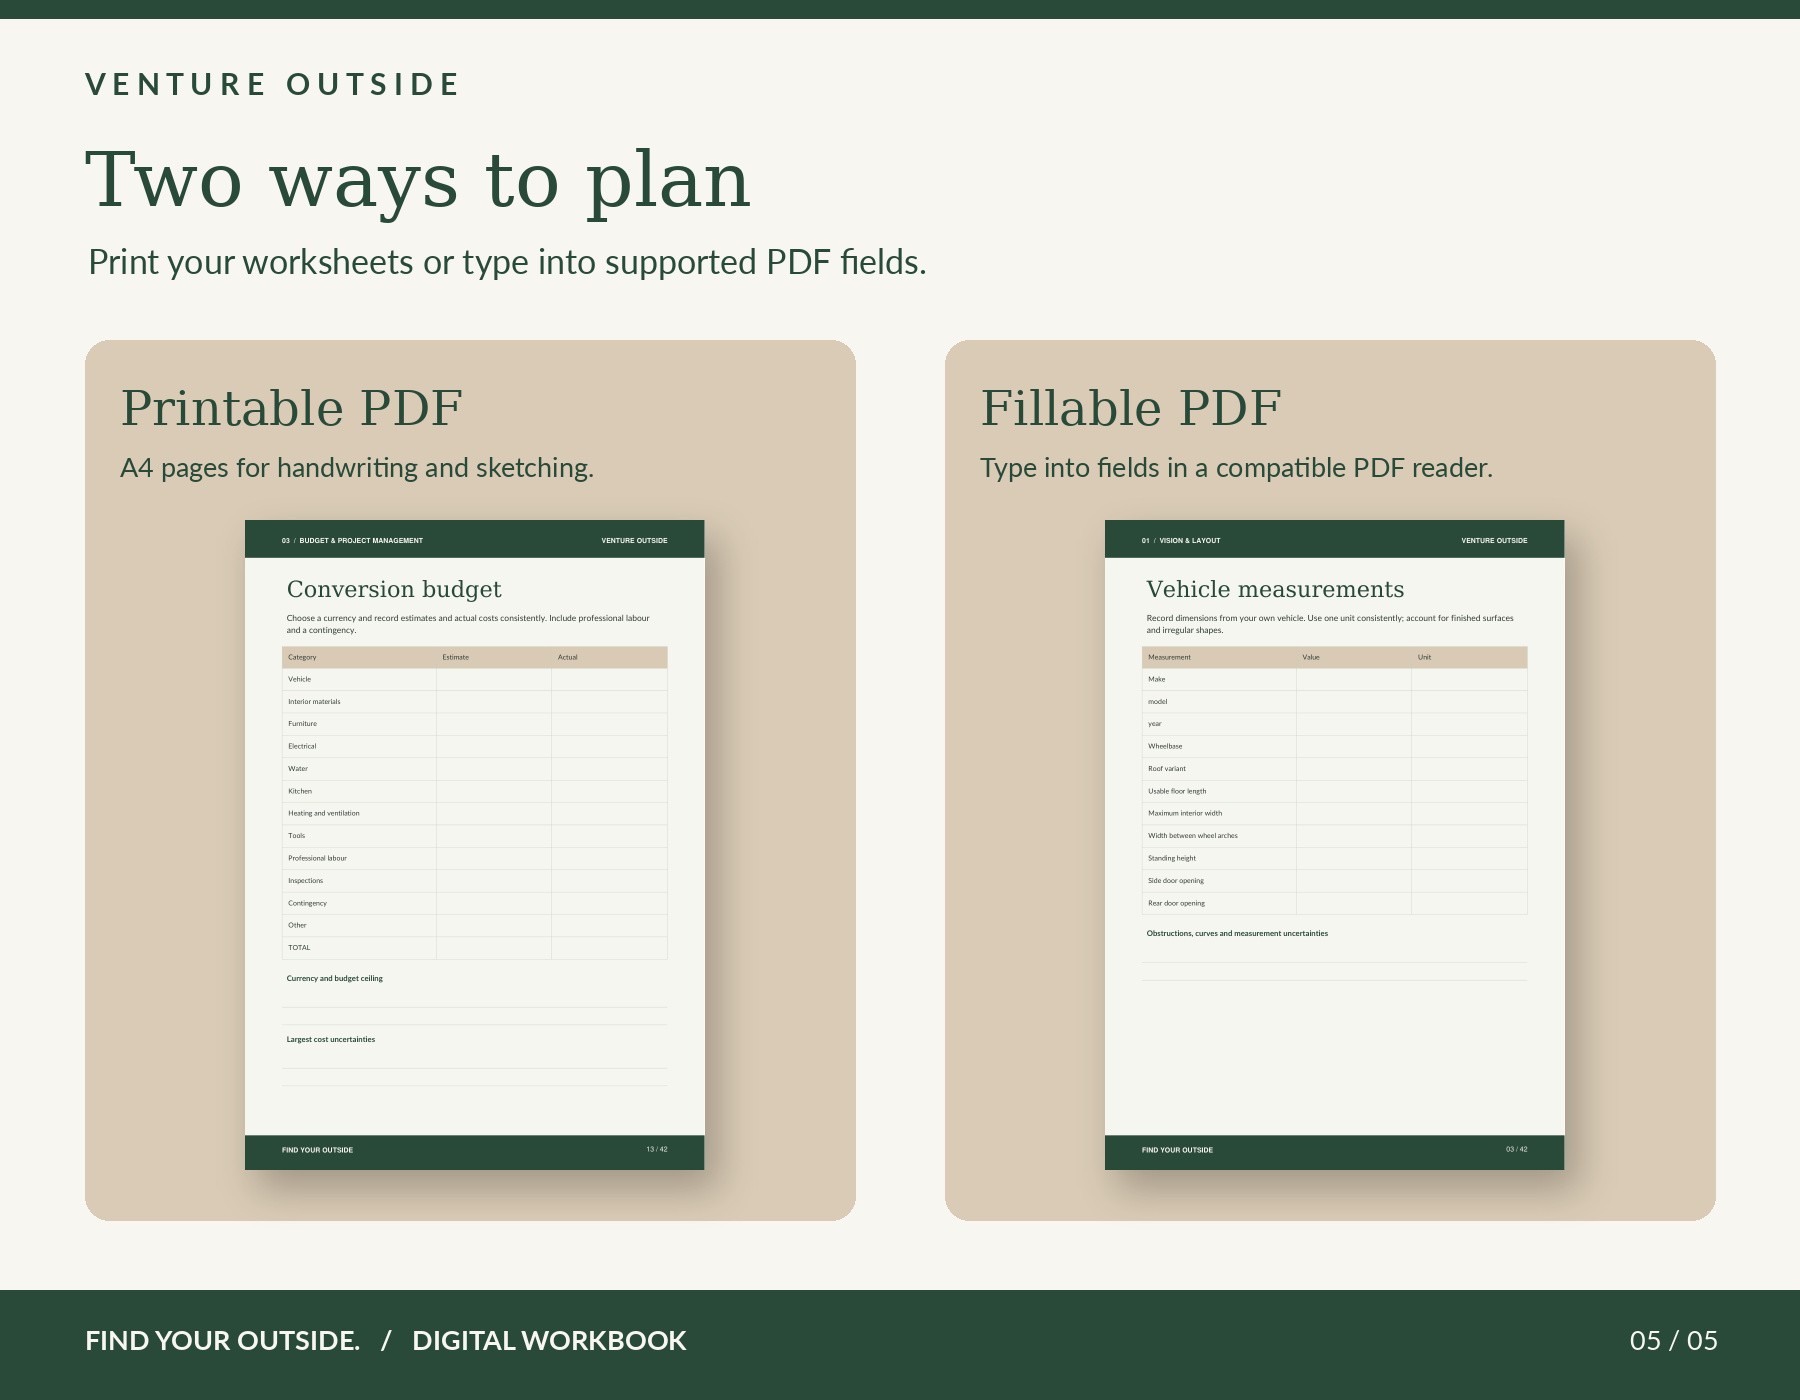 VENTURE OUTSIDE
Two ways to plan
Print your worksheets or type into supported PDF fields.
Printable PDF
A4 pages for handwriting and sketching.
03 / BUDGET & PROJECT MANAGEMENT VENTURE OUTSIDE
Conversion budget
Choose a currency and record estimates and actual costs consistently. Include professional labour
and a contingency.
Category Estimate Actual
Vehicle
Interior materials
Furniture
Electrical
Water
Kitchen
Heating and ventilation
Tools
Professional labour
Inspections
Contingency
Other
TOTAL
Currency and budget ceiling
Largest cost uncertainties
FIND YOUR OUTSIDE 13 / 42
Fillable PDF
Type into fields in a compatible PDF reader.
01 / VISION & LAYOUT VENTURE OUTSIDE
Vehicle measurements
Record dimensions from your own vehicle. Use one unit consistently; account for finished surfaces
and irregular shapes.
Measurement Value Unit
Make
model
year
Wheelbase
Roof variant
Usable floor length
Maximum interior width
Width between wheel arches
Standing height
Side door opening
Rear door opening
Obstructions, curves and measurement uncertainties
FIND YOUR OUTSIDE 03 / 42
FIND YOUR OUTSIDE. / DIGITAL WORKBOOK 05 / 05